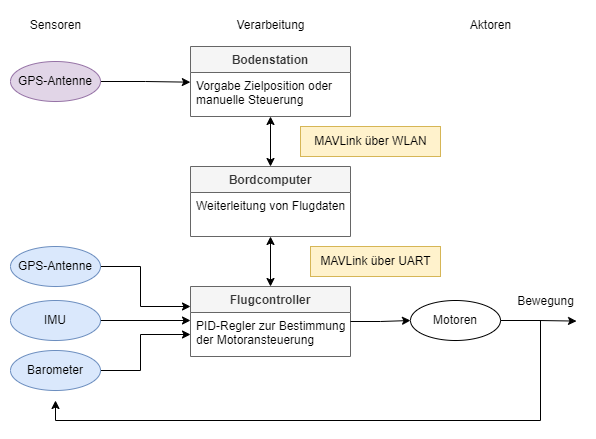 Sensoren
Verarbeitung
Aktoren
Bodenstation
GPS-Antenne
Vorgabe Zielposition oder
manuelle Steuerung
MAVLink über WLAN
Bordcomputer
Weiterleitung von Flugdaten
MAVLink über UART
GPS-Antenne
Flugcontroller
Bewegung
IMU
PID-Regler zur Bestimmung
der Motoransteuerung
Motoren
Barometer